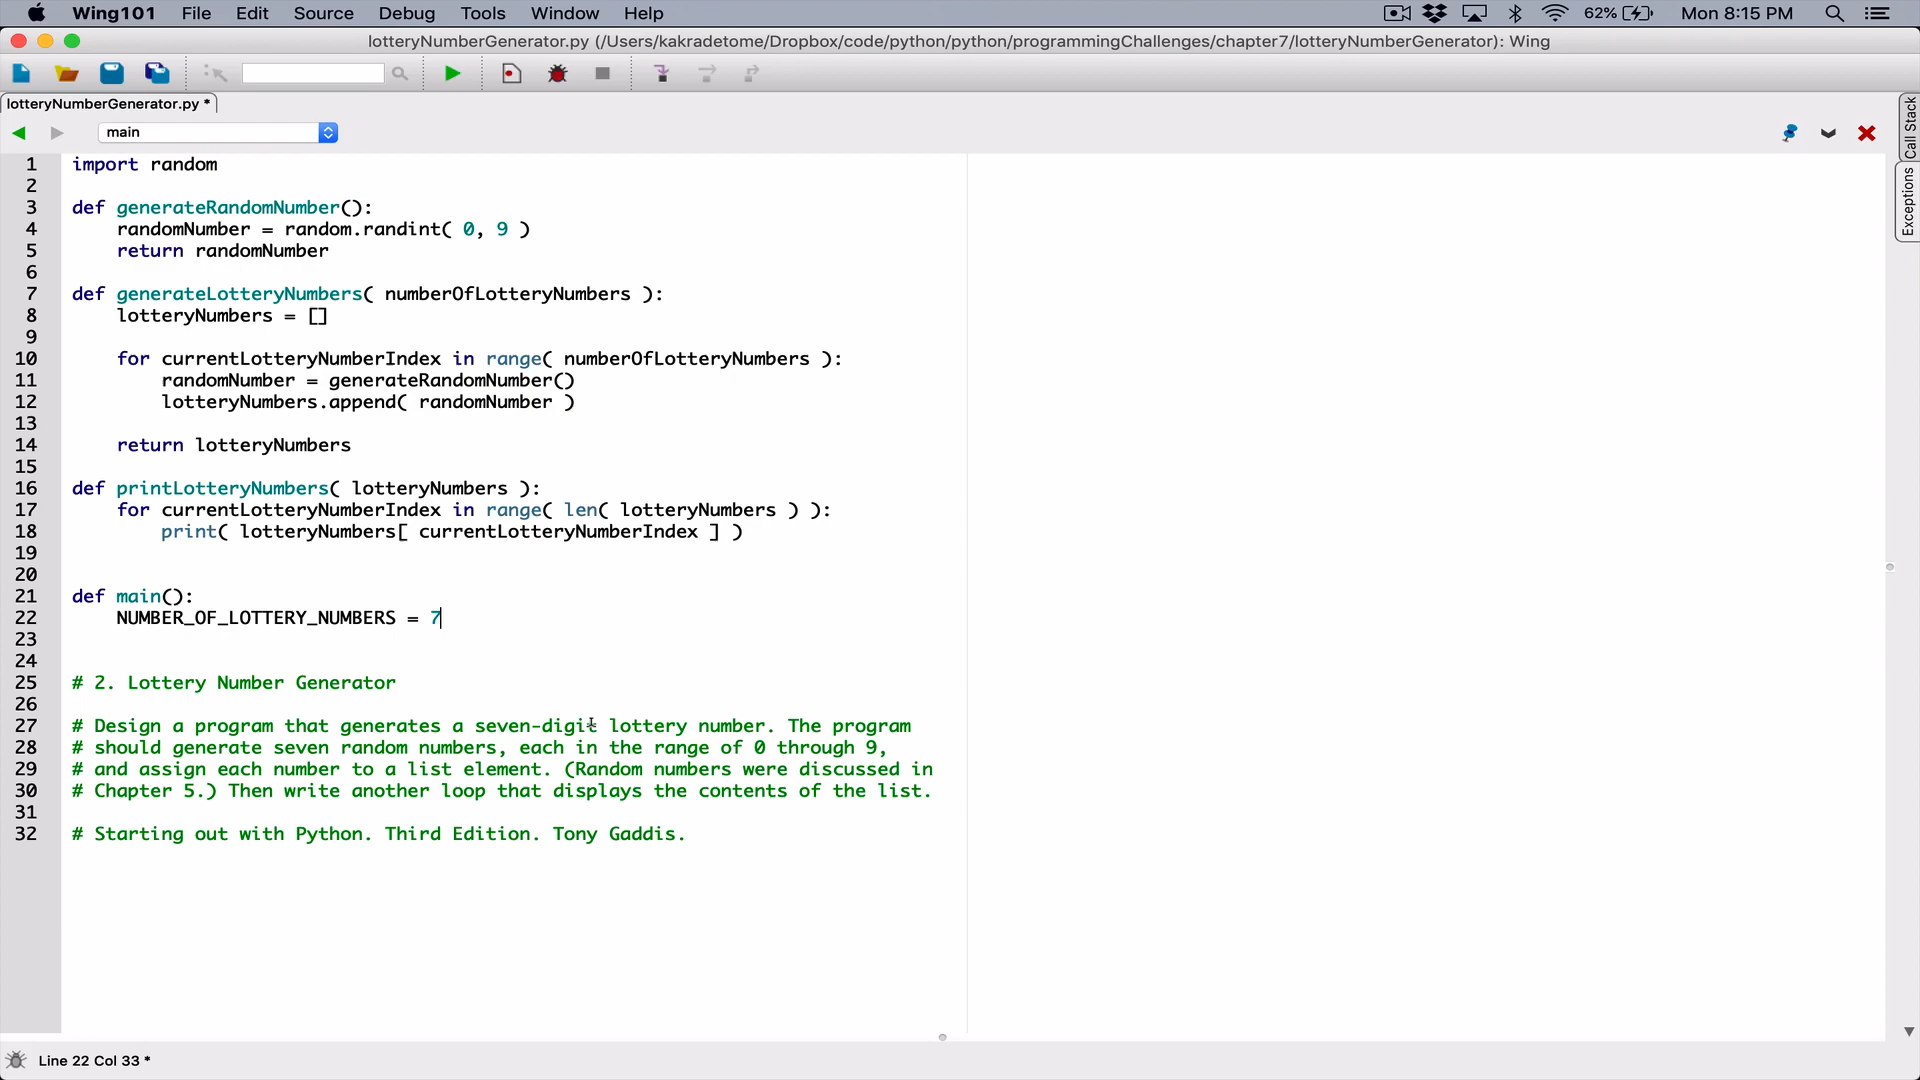 Wing101 File Edit Source Debug Tools Window Help 62% Mon 8:15 PM
lotteryNumberGenerator.py (/Users/kakradetome/Dropbox/code/python/python/programmingChallenges/chapter7/lotteryNumberGenerator): Wing
lotteryNumberGenerator.py *
main
Call Stack
Exceptions
1 import random
2
3 def generateRandomNumber():
4     randomNumber = random.randint( 0, 9 )
5     return randomNumber
6
7 def generateLotteryNumbers( numberOfLotteryNumbers ):
8     lotteryNumbers = []
9
10     for currentLotteryNumberIndex in range( numberOfLotteryNumbers ):
11         randomNumber = generateRandomNumber()
12         lotteryNumbers.append( randomNumber )
13
14     return lotteryNumbers
15
16 def printLotteryNumbers( lotteryNumbers ):
17     for currentLotteryNumberIndex in range( len( lotteryNumbers ) ):
18         print( lotteryNumbers[ currentLotteryNumberIndex ] )
19
20
21 def main():
22     NUMBER_OF_LOTTERY_NUMBERS = 7
23
24
25 # 2. Lottery Number Generator
26
27 # Design a program that generates a seven-digit lottery number. The program
28 # should generate seven random numbers, each in the range of 0 through 9,
29 # and assign each number to a list element. (Random numbers were discussed in
30 # Chapter 5.) Then write another loop that displays the contents of the list.
31
32 # Starting out with Python. Third Edition. Tony Gaddis.
Line 22 Col 33 *